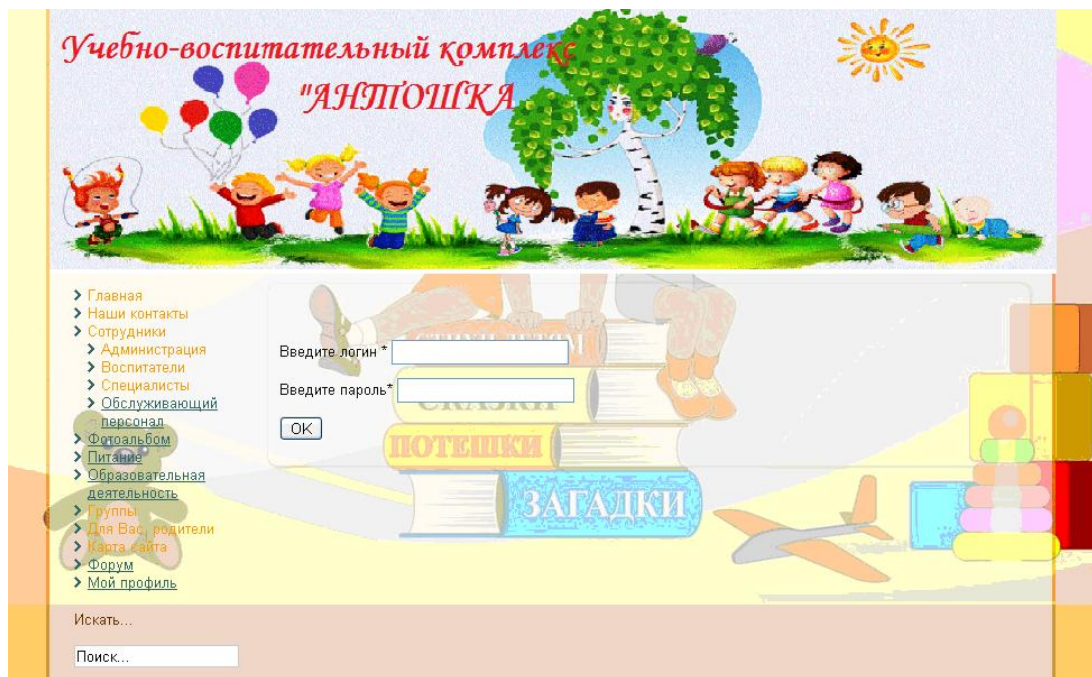 Учебно-воспитательный комплекс
"АНТОШКА
Главная
Наши контакты
Сотрудники
Администрация
Воспитатели
Специалисты
Обслуживающий
персонал
Фотоальбом
Питание
Образовательная
деятельность
Группы
Для Вас, родители
Карта сайта
Форум
Мой профиль
Искать...
Поиск...
Введите логин *
Введите пароль*
OK
СКАЗКИ
ПОТЕШКИ
ЗАГАДКИ